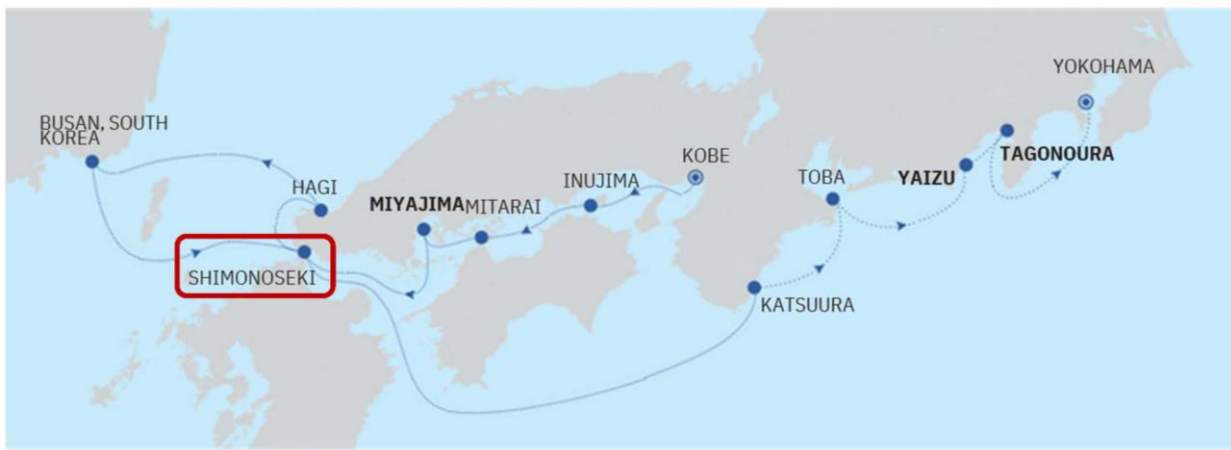 YOKOHAMA
BUSAN, SOUTH
KOREA
KOBE
TAGONOURA
HAGI
INUJIMA
TOBA
YAIZU
MIYAJIMA
MITARAI
SHIMONOSEKI
KATSUURA